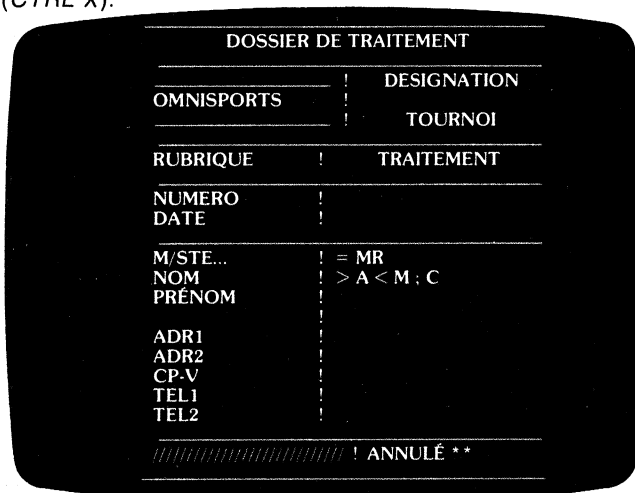 (CTRL X).
DOSSIER DE TRAITEMENT
! DESIGNATION
OMNISPORTS !
! TOURNOI
RUBRIQUE ! TRAITEMENT
NUMERO !
DATE !
M/STE... ! = MR
NOM ! > A < M ; C
PRÉNOM !
!
ADR1 !
ADR2 !
CP-V !
TEL1 !
TEL2 !
////////////////////////// ! ANNULÉ * *